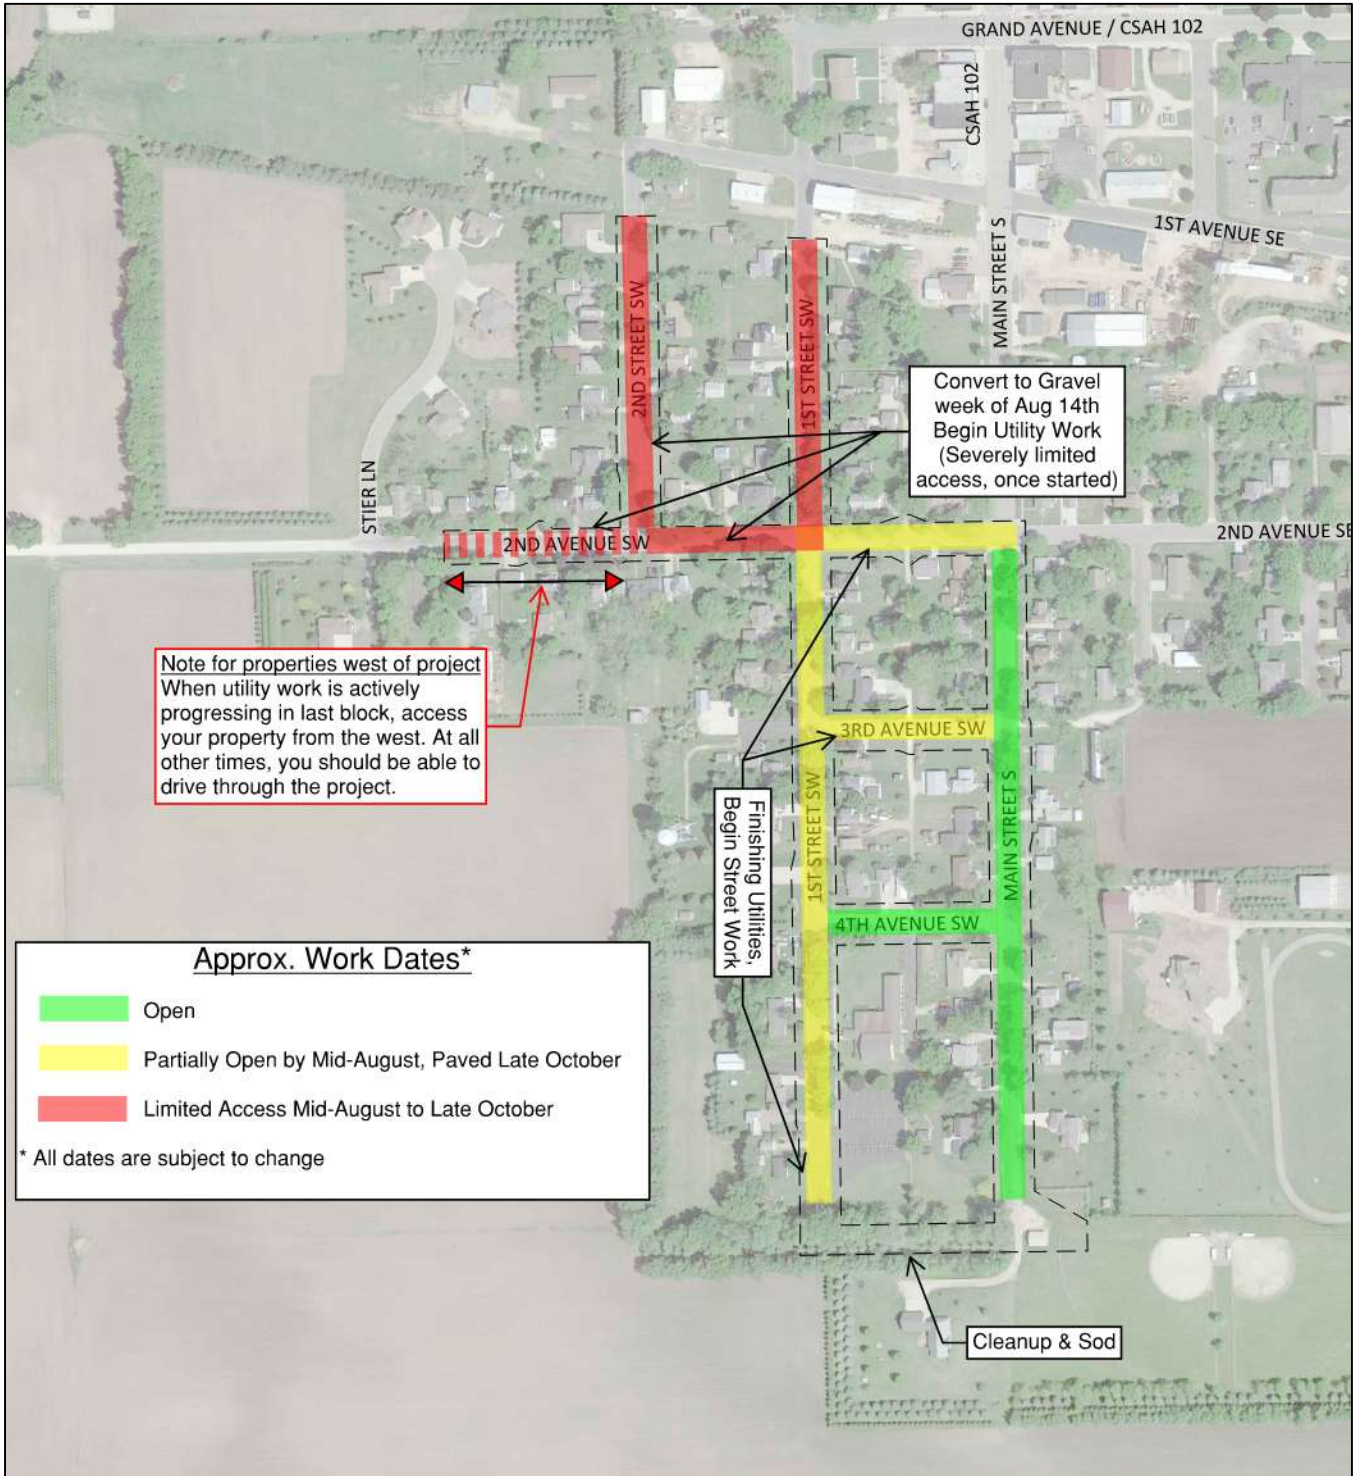 GRAND AVENUE / CSAH 102
CSAH 102
1ST AVENUE SE
MAIN STREET S
2ND STREET SW
1ST STREET SW
Convert to Gravel
week of Aug 14th
Begin Utility Work
(Severely limited
access, once started)
STIER LN
2ND AVENUE SW
2ND AVENUE SE
Note for properties west of project
When utility work is actively
progressing in last block, access
your property from the west. At all
other times, you should be able to
drive through the project.
3RD AVENUE SW
1ST STREET SW
MAIN STREET S
Finishing Utilities,
Begin Street Work
4TH AVENUE SW
Approx. Work Dates*
Open
Partially Open by Mid-August, Paved Late October
Limited Access Mid-August to Late October
* All dates are subject to change
Cleanup & Sod